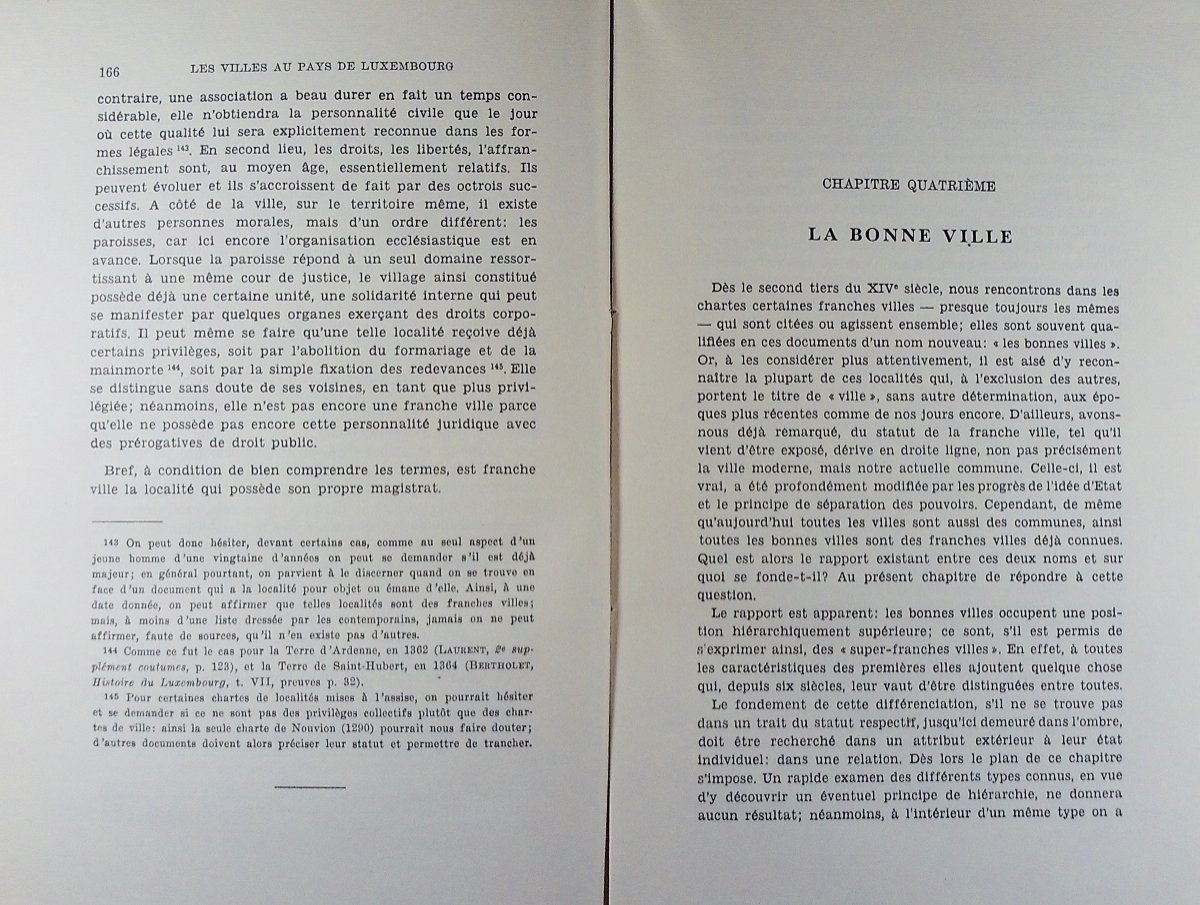 166
LES VILLES AU PAYS DE LUXEMBOURG
contraire, une association a beau durer en fait un temps con-
sidérable, elle n'obtiendra la personnalité civile que le jour
où cette qualité lui sera explicitement reconnue dans les for-
mes légales 143. En second lieu, les droits, les libertés, l'affran-
chissement sont, au moyen âge, essentiellement relatifs. Ils
peuvent évoluer et ils s'accroissent de fait par des octrois suc-
cessifs. A côté de la ville, sur le territoire même, il existe
d'autres personnes morales, mais d'un ordre différent: les
paroisses, car ici encore l'organisation ecclésiastique est en
avance. Lorsque la paroisse répond à un seul domaine ressor-
tissant à une même cour de justice, le village ainsi constitué
possède déjà une certaine unité, une solidarité interne qui peut
se manifester par quelques organes exerçant des droits corpo-
ratifs. Il peut même se faire qu'une telle localité reçoive déjà
certains privilèges, soit par l'abolition du formariage et de la
mainmorte 144, soit par la simple fixation des redevances 145. Elle
se distingue sans doute de ses voisines, en tant que plus privi-
légiée; néanmoins, elle n'est pas encore une franche ville parce
qu'elle ne possède pas encore cette personnalité juridique avec
des prérogatives de droit public.
Bref, à condition de bien comprendre les termes, est franche
ville la localité qui possède son propre magistrat.
143 On peut donc hésiter, devant certains cas, comme au seul aspect d'un
jeune homme d'une vingtaine d'années on peut se demander s'il est déjà
majeur; en général pourtant, on parvient à le discerner quand on se trouve en
face d'un document qui a la localité pour objet ou émane d'elle. Ainsi, à une
date donnée, on peut affirmer que telles localités sont des franches villes;
mais, à moins d'une liste dressée par les contemporains, jamais on ne peut
affirmer, faute de sources, qu'il n'en existe pas d'autres.
144 Comme ce fut le cas pour la Terre d'Ardenne, en 1362 (LAURENT, 2e sup-
plément coutumes, p. 123), et la Terre de Saint-Hubert, en 1364 (BERTHOLET,
Histoire du Luxembourg, t. VII, preuves p. 32).
145 Pour certaines chartes de localités mises à l'assise, on pourrait hésiter
et se demander si ce ne sont pas des privilèges collectifs plutôt que des char-
tes de ville: ainsi la seule charte de Nouvion (1290) pourrait nous faire douter;
d'autres documents doivent alors préciser leur statut et permettre de trancher.
CHAPITRE QUATRIÈME
LA BONNE VILLE
Dès le second tiers du XIVe siècle, nous rencontrons dans les
chartes certaines franches villes — presque toujours les mêmes
— qui sont citées ou agissent ensemble; elles sont souvent qua-
lifiées en ces documents d'un nom nouveau: « les bonnes villes ».
Or, à les considérer plus attentivement, il est aisé d'y recon-
naître la plupart de ces localités qui, à l'exclusion des autres,
portent le titre de « ville », sans autre détermination, aux épo-
ques plus récentes comme de nos jours encore. D'ailleurs, avons-
nous déjà remarqué, du statut de la franche ville, tel qu'il
vient d'être exposé, dérive en droite ligne, non pas précisément
la ville moderne, mais notre actuelle commune. Celle-ci, il est
vrai, a été profondément modifiée par les progrès de l'idée d'Etat
et le principe de séparation des pouvoirs. Cependant, de même
qu'aujourd'hui toutes les villes sont aussi des communes, ainsi
toutes les bonnes villes sont des franches villes déjà connues.
Quel est alors le rapport existant entre ces deux noms et sur
quoi se fonde-t-il? Au présent chapitre de répondre à cette
question.
Le rapport est apparent: les bonnes villes occupent une posi-
tion hiérarchiquement supérieure; ce sont, s'il est permis de
s'exprimer ainsi, des « super-franches villes ». En effet, à toutes
les caractéristiques des premières elles ajoutent quelque chose
qui, depuis six siècles, leur vaut d'être distinguées entre toutes.
Le fondement de cette différenciation, s'il ne se trouve pas
dans un trait du statut respectif, jusqu'ici demeuré dans l'ombre,
doit être recherché dans un attribut extérieur à leur état
individuel: dans une relation. Dès lors le plan de ce chapitre
s'impose. Un rapide examen des différents types connus, en vue
d'y découvrir un éventuel principe de hiérarchie, ne donnera
aucun résultat; néanmoins, à l'intérieur d'un même type on a